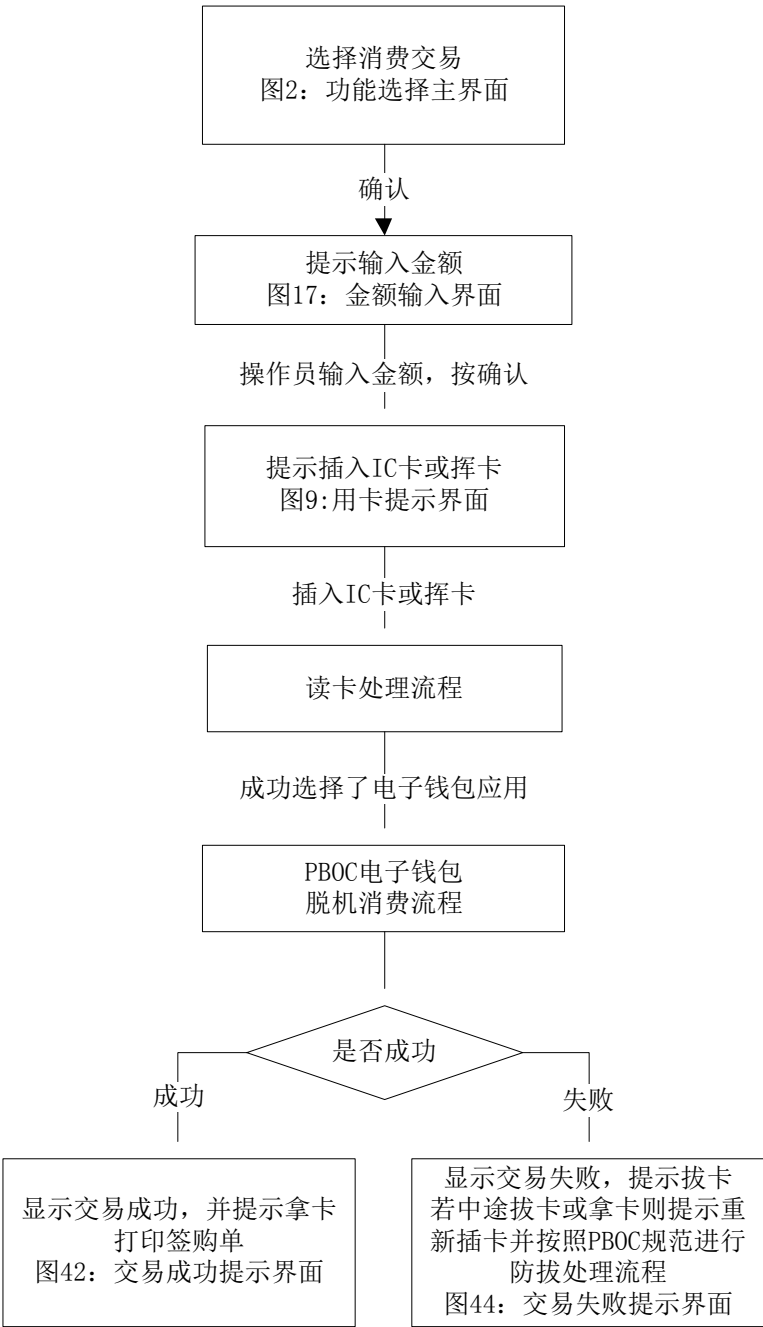 选择消费交易
图2：功能选择主界面
确认
提示输入金额
图17：金额输入界面
操作员输入金额，按确认
提示插入IC卡或挥卡
图9:用卡提示界面
插入IC卡或挥卡
读卡处理流程
成功选择了电子钱包应用
PBOC电子钱包
脱机消费流程
是否成功
成功
失败
显示交易成功，并提示拿卡
打印签购单
图42：交易成功提示界面
显示交易失败，提示拔卡
若中途拔卡或拿卡则提示重
新插卡并按照PBOC规范进行
防拔处理流程
图44：交易失败提示界面